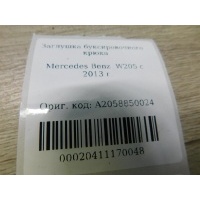 Заглушка буксировочного
крюка
Mercedes Benz W205 с
2013 г
Ориг. код: A2058850024
00020411170048